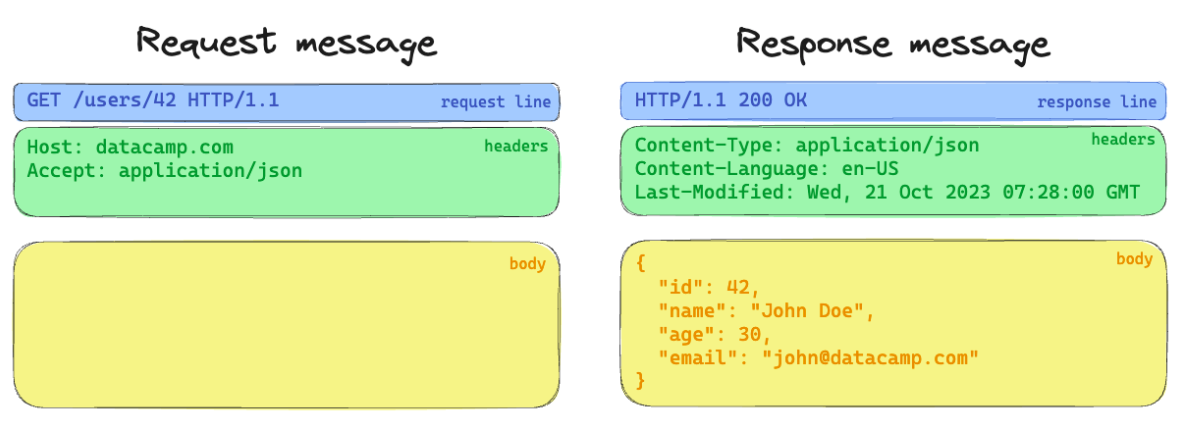 Request message
GET /users/42 HTTP/1.1 request line
Host: datacamp.com headers
Accept: application/json
body
Response message
HTTP/1.1 200 OK response line
Content-Type: application/json headers
Content-Language: en-US
Last-Modified: Wed, 21 Oct 2023 07:28:00 GMT
{ body
  "id": 42,
  "name": "John Doe",
  "age": 30,
  "email": "john@datacamp.com"
}